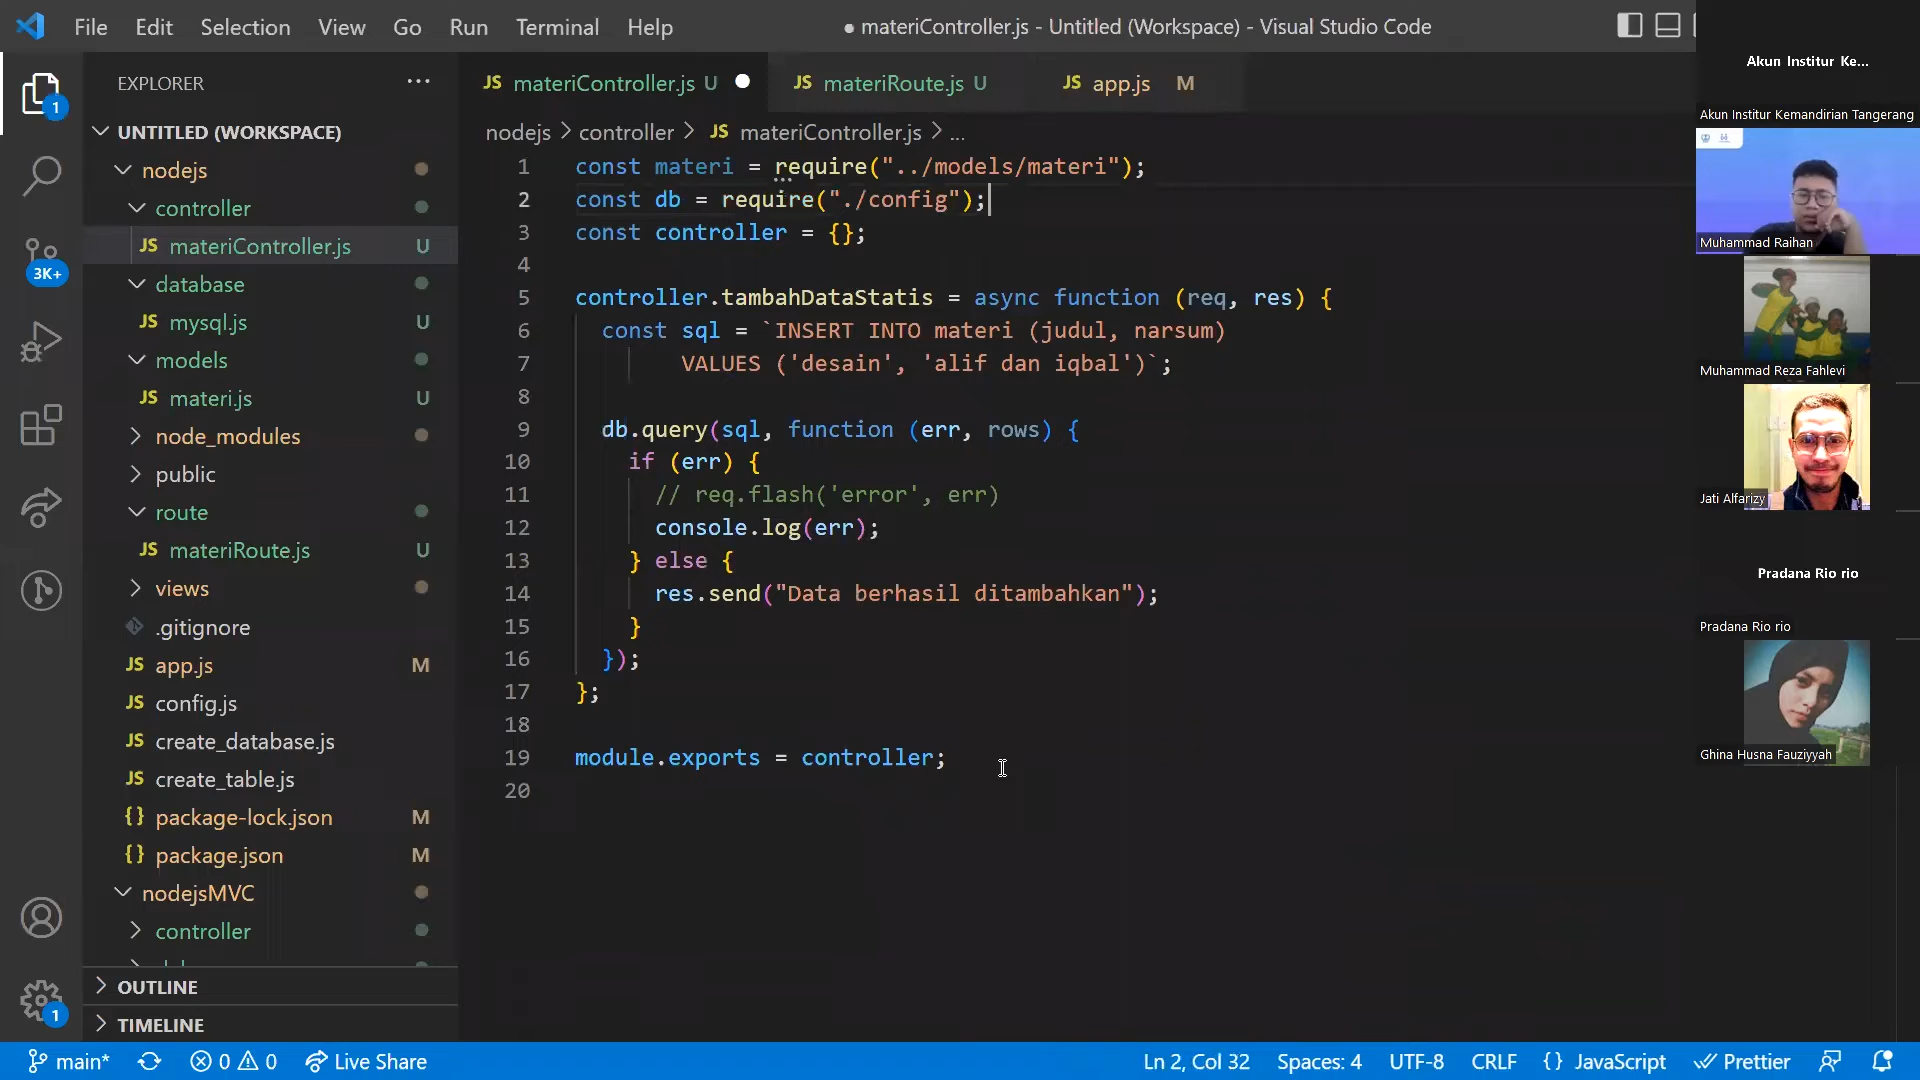 File Edit Selection View Go Run Terminal Help
● materiController.js - Untitled (Workspace) - Visual Studio Code
EXPLORER
UNTITLED (WORKSPACE)
nodejs
controller
JS materiController.js U
database
JS mysql.js U
models
JS materi.js U
node_modules
public
route
JS materiRoute.js U
views
.gitignore
JS app.js M
JS config.js
JS create_database.js
JS create_table.js
{} package-lock.json M
{} package.json M
nodejsMVC
controller
OUTLINE
TIMELINE
1
3K+
1
JS materiController.js U
JS materiRoute.js U
JS app.js M
nodejs > controller > JS materiController.js > ...
1 const materi = require("../models/materi");
2 const db = require("./config");
3 const controller = {};
4
5 controller.tambahDataStatis = async function (req, res) {
6 const sql = `INSERT INTO materi (judul, narsum)
7 VALUES ('desain', 'alif dan iqbal')`;
8
9 db.query(sql, function (err, rows) {
10 if (err) {
11 // req.flash('error', err)
12 console.log(err);
13 } else {
14 res.send("Data berhasil ditambahkan");
15 }
16 });
17 };
18
19 module.exports = controller;
20
Akun Institur Ke...
Akun Institur Kemandirian Tangerang
Muhammad Raihan
Muhammad Reza Fahlevi
Jati Alfarizy
Pradana Rio rio
Pradana Rio rio
Ghina Husna Fauziyyah
main* 0 0 Live Share
Ln 2, Col 32 Spaces: 4 UTF-8 CRLF {} JavaScript Prettier